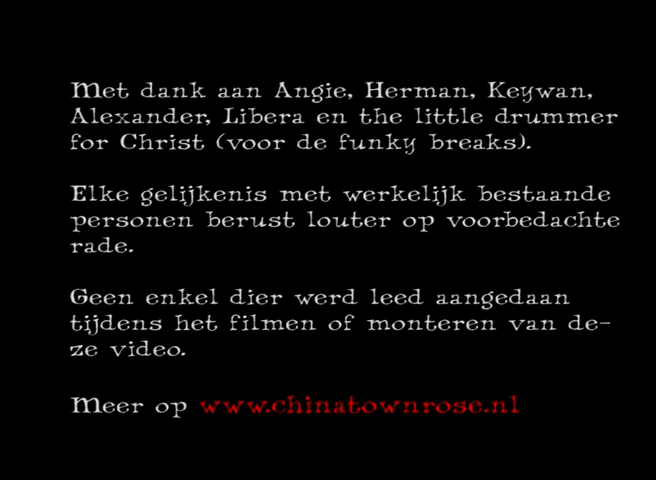 Met dank aan Angie, Herman, Keywan,
Alexander, Libera en the little drummer
for Christ (voor de funky breaks).
Elke gelijkenis met werkelijk bestaande
personen berust louter op voorbedachte
rade.
Geen enkel dier werd leed aangedaan
tijdens het filmen of monteren van de-
ze video.
Meer op www.chinatownrose.nl